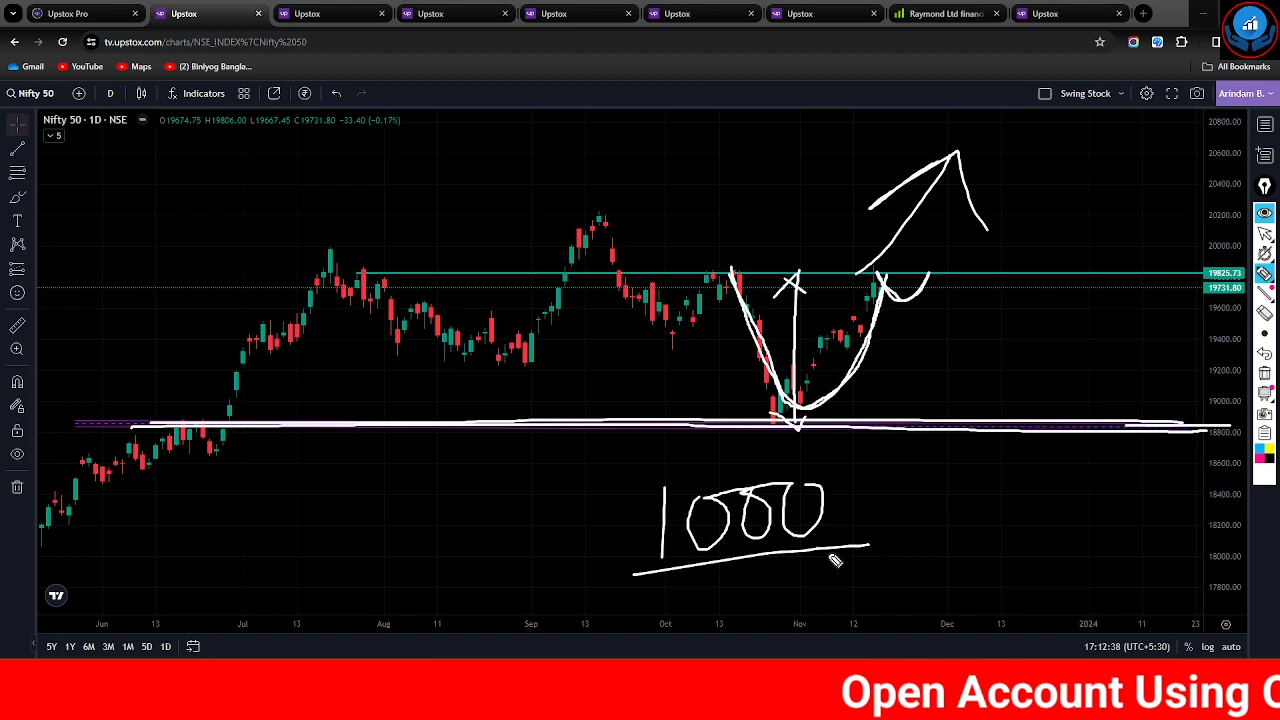 Upstox Pro
Upstox
Upstox
Upstox
Upstox
Upstox
Upstox
Raymond Ltd financi
Upstox
tv.upstox.com/charts/NSE_INDEX%7CNifty%2050
Gmail
YouTube
Maps
(2) Binlyog Bangla...
All Bookmarks
Nifty 50
D
Indicators
Swing Stock
Arindam B.
Nifty 50 · 1D · NSE
O19674.75 H19806.00 L19667.45 C19731.80 −33.40 (−0.17%)
5
20800.00
20600.00
20400.00
20200.00
20000.00
19825.73
19731.80
19600.00
19400.00
19200.00
19000.00
18800.00
18600.00
18400.00
18200.00
18000.00
17800.00
1000
Jun
13
Jul
13
Aug
11
Sep
13
Oct
13
Nov
12
Dec
13
2024
11
23
5Y 1Y 6M 3M 1M 5D 1D
17:12:38 (UTC+5:30)
%
log
auto
Open Account Using